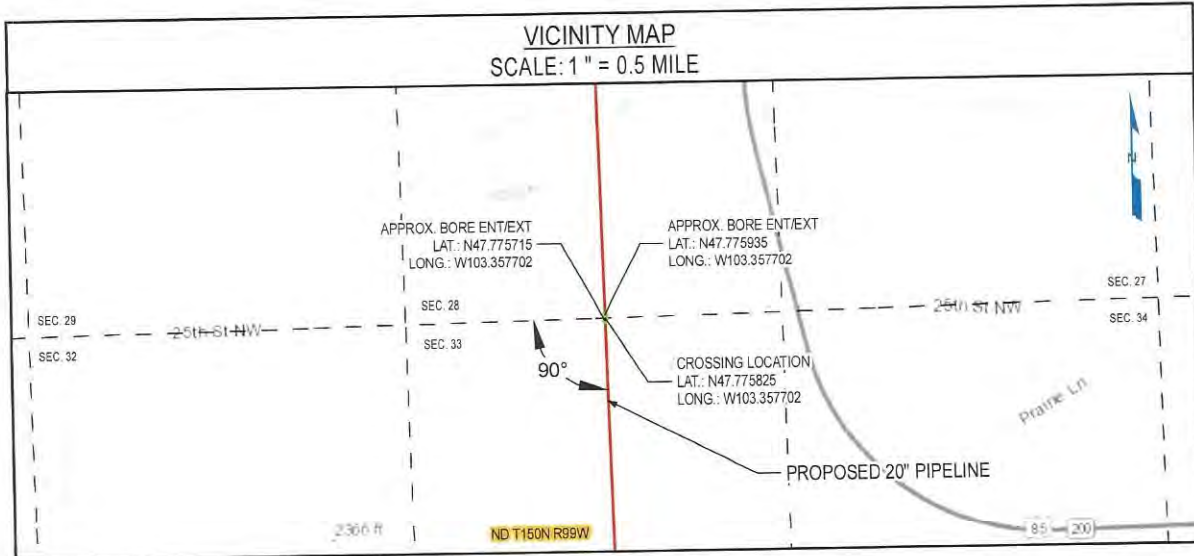 VICINITY MAP
SCALE: 1 " = 0.5 MILE
N
APPROX. BORE ENT/EXT
LAT.: N47.775715
LONG.: W103.357702
APPROX. BORE ENT/EXT
LAT.: N47.775935
LONG.: W103.357702
SEC. 29
SEC. 32
25th St NW
SEC. 28
SEC. 33
25th St NW
SEC. 27
SEC. 34
90°
CROSSING LOCATION
LAT.: N47.775825
LONG.: W103.357702
Prairie Ln
PROPOSED 20" PIPELINE
2366 ft
ND T150N R99W
85
200